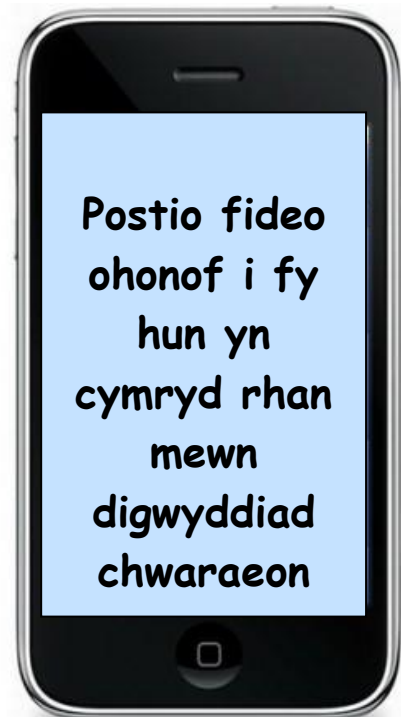 Postio fideo
ohonof i fy
hun yn
cymryd rhan
mewn
digwyddiad
chwaraeon